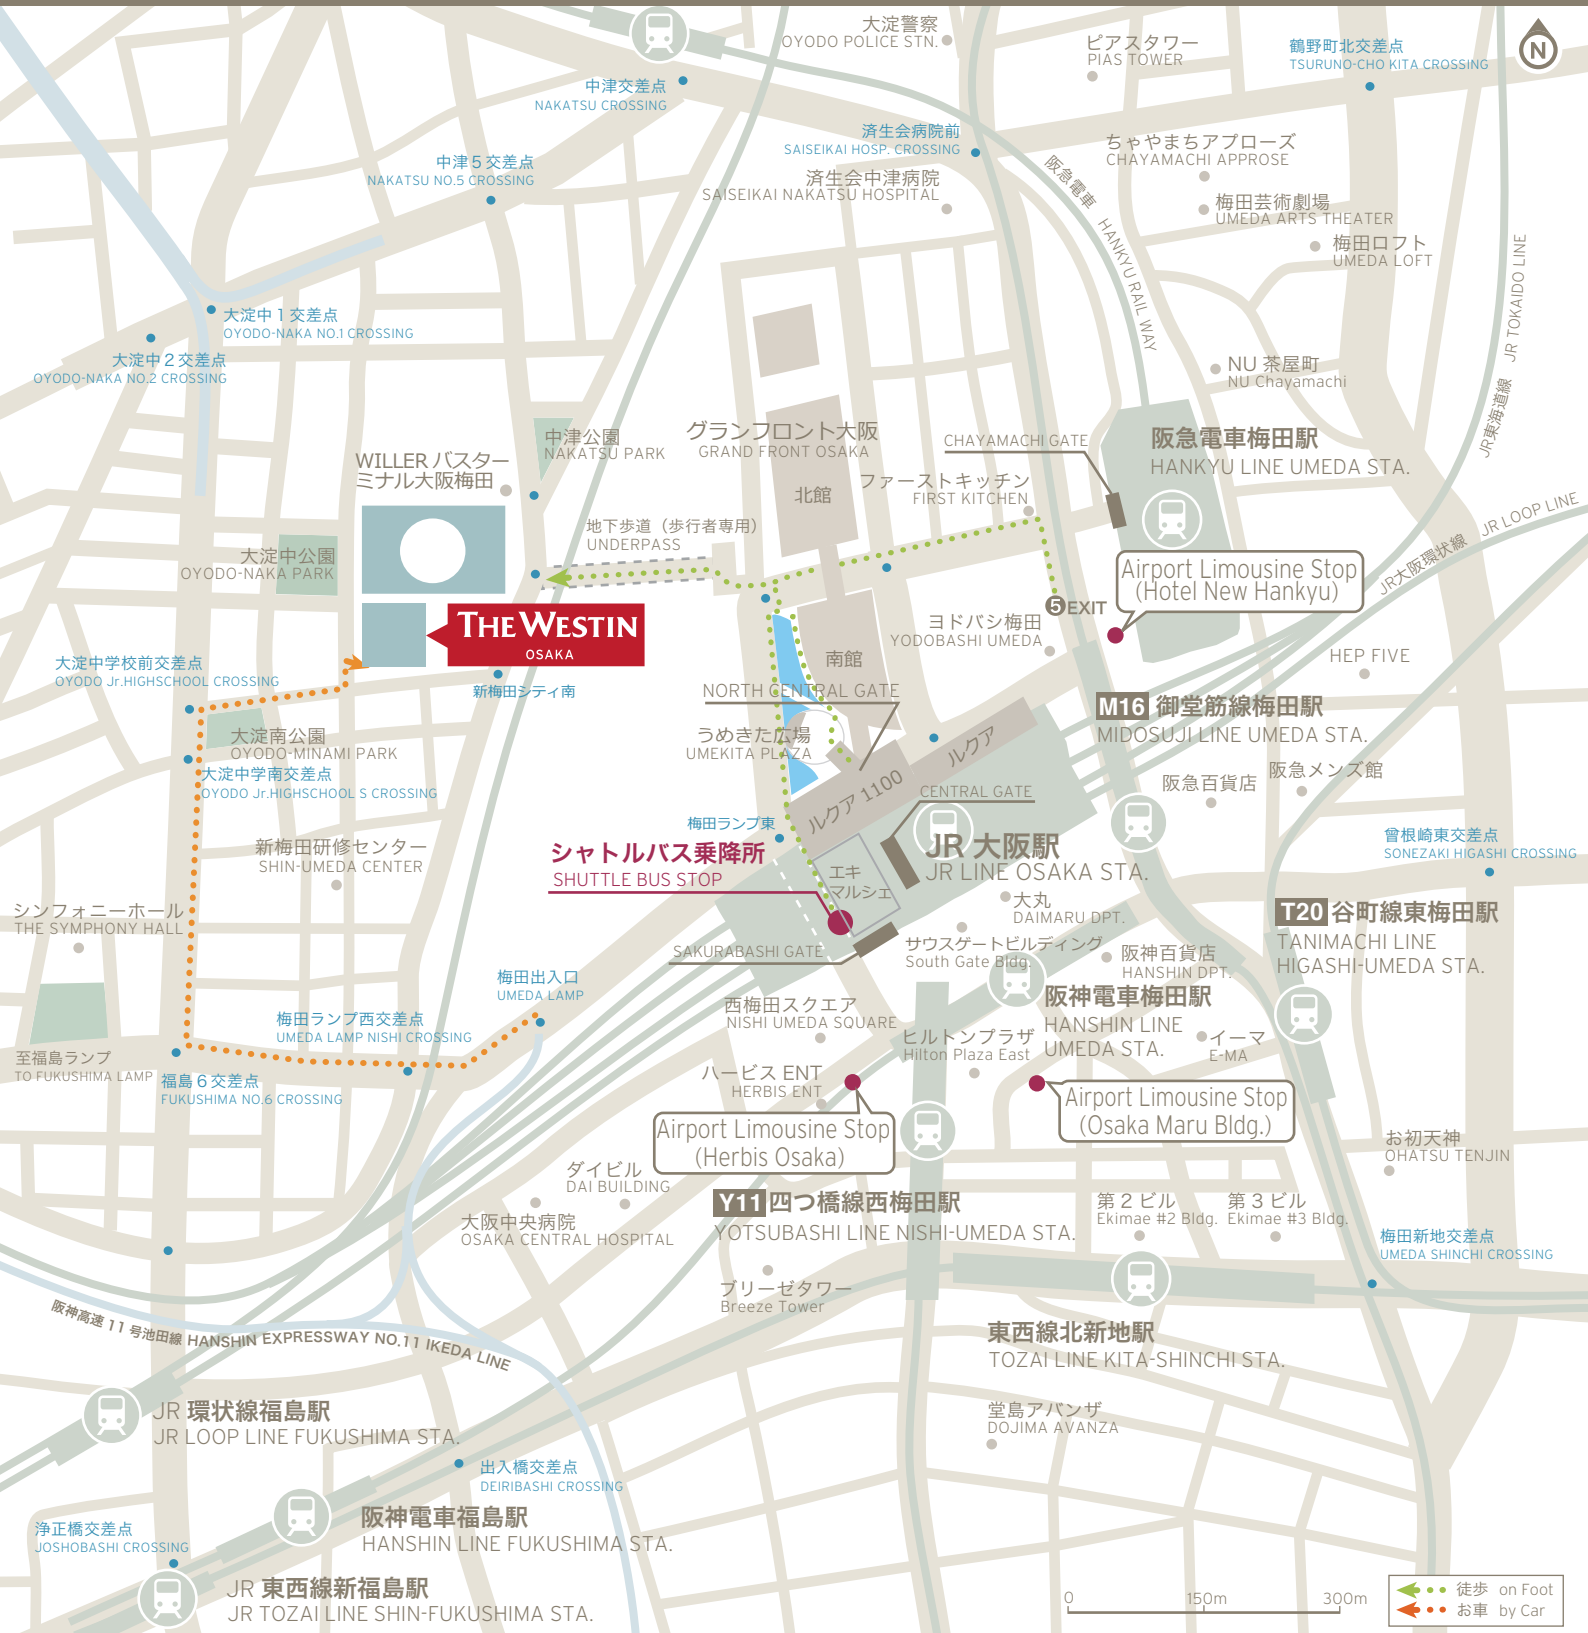 大淀警察
OYODO POLICE STN.
ピアスタワー
PIAS TOWER
鶴野町北交差点
TSURUNO-CHO KITA CROSSING
N
中津交差点
NAKATSU CROSSING
済生会病院前
SAISEIKAI HOSP. CROSSING
ちゃやまちアプローズ
CHAYAMACHI APPROSE
中津5交差点
NAKATSU NO.5 CROSSING
済生会中津病院
SAISEIKAI NAKATSU HOSPITAL
阪急電車 HANKYU RAIL WAY
梅田芸術劇場
UMEDA ARTS THEATER
梅田ロフト
UMEDA LOFT
JR東海道線 JR TOKAIDO LINE
大淀中1交差点
OYODO-NAKA NO.1 CROSSING
大淀中2交差点
OYODO-NAKA NO.2 CROSSING
NU 茶屋町
NU Chayamachi
中津公園
NAKATSU PARK
グランフロント大阪
GRAND FRONT OSAKA
CHAYAMACHI GATE
阪急電車梅田駅
HANKYU LINE UMEDA STA.
WILLER バスター
ミナル大阪梅田
北館
ファーストキッチン
FIRST KITCHEN
地下歩道（歩行者専用）
UNDERPASS
JR大阪環状線 JR LOOP LINE
大淀中公園
OYODO-NAKA PARK
Airport Limousine Stop
(Hotel New Hankyu)
5 EXIT
THE WESTIN
OSAKA
ヨドバシ梅田
YODOBASHI UMEDA
HEP FIVE
大淀中学校前交差点
OYODO Jr.HIGHSCHOOL CROSSING
新梅田シティ南
南館
NORTH CENTRAL GATE
M16 御堂筋線梅田駅
MIDOSUJI LINE UMEDA STA.
大淀南公園
OYODO-MINAMI PARK
うめきた広場
UMEKITA PLAZA
ルクア
ルクア 1100
大淀中学南交差点
OYODO Jr.HIGHSCHOOL S CROSSING
阪急百貨店
阪急メンズ館
CENTRAL GATE
梅田ランプ東
新梅田研修センター
SHIN-UMEDA CENTER
シャトルバス乗降所
SHUTTLE BUS STOP
JR 大阪駅
JR LINE OSAKA STA.
曾根崎東交差点
SONEZAKI HIGASHI CROSSING
エキ
マルシェ
大丸
DAIMARU DPT.
シンフォニーホール
THE SYMPHONY HALL
T20 谷町線東梅田駅
TANIMACHI LINE
HIGASHI-UMEDA STA.
SAKURABASHI GATE
サウスゲートビルディング
South Gate Bldg.
阪神百貨店
HANSHIN DPT.
梅田出入口
UMEDA LAMP
西梅田スクエア
NISHI UMEDA SQUARE
阪神電車梅田駅
HANSHIN LINE
UMEDA STA.
梅田ランプ西交差点
UMEDA LAMP NISHI CROSSING
ヒルトンプラザ
Hilton Plaza East
イーマ
E-MA
至福島ランプ
TO FUKUSHIMA LAMP
福島6交差点
FUKUSHIMA NO.6 CROSSING
ハービス ENT
HERBIS ENT
Airport Limousine Stop
(Herbis Osaka)
Airport Limousine Stop
(Osaka Maru Bldg.)
お初天神
OHATSU TENJIN
ダイビル
DAI BUILDING
大阪中央病院
OSAKA CENTRAL HOSPITAL
Y11 四つ橋線西梅田駅
YOTSUBASHI LINE NISHI-UMEDA STA.
第2ビル
Ekimae #2 Bldg.
第3ビル
Ekimae #3 Bldg.
梅田新地交差点
UMEDA SHINCHI CROSSING
ブリーゼタワー
Breeze Tower
阪神高速 11 号池田線 HANSHIN EXPRESSWAY NO.11 IKEDA LINE
東西線北新地駅
TOZAI LINE KITA-SHINCHI STA.
JR 環状線福島駅
JR LOOP LINE FUKUSHIMA STA.
堂島アバンザ
DOJIMA AVANZA
出入橋交差点
DEIRIBASHI CROSSING
阪神電車福島駅
HANSHIN LINE FUKUSHIMA STA.
浄正橋交差点
JOSHOBASHI CROSSING
JR 東西線新福島駅
JR TOZAI LINE SHIN-FUKUSHIMA STA.
0 150m 300m
徒歩 on Foot
お車 by Car